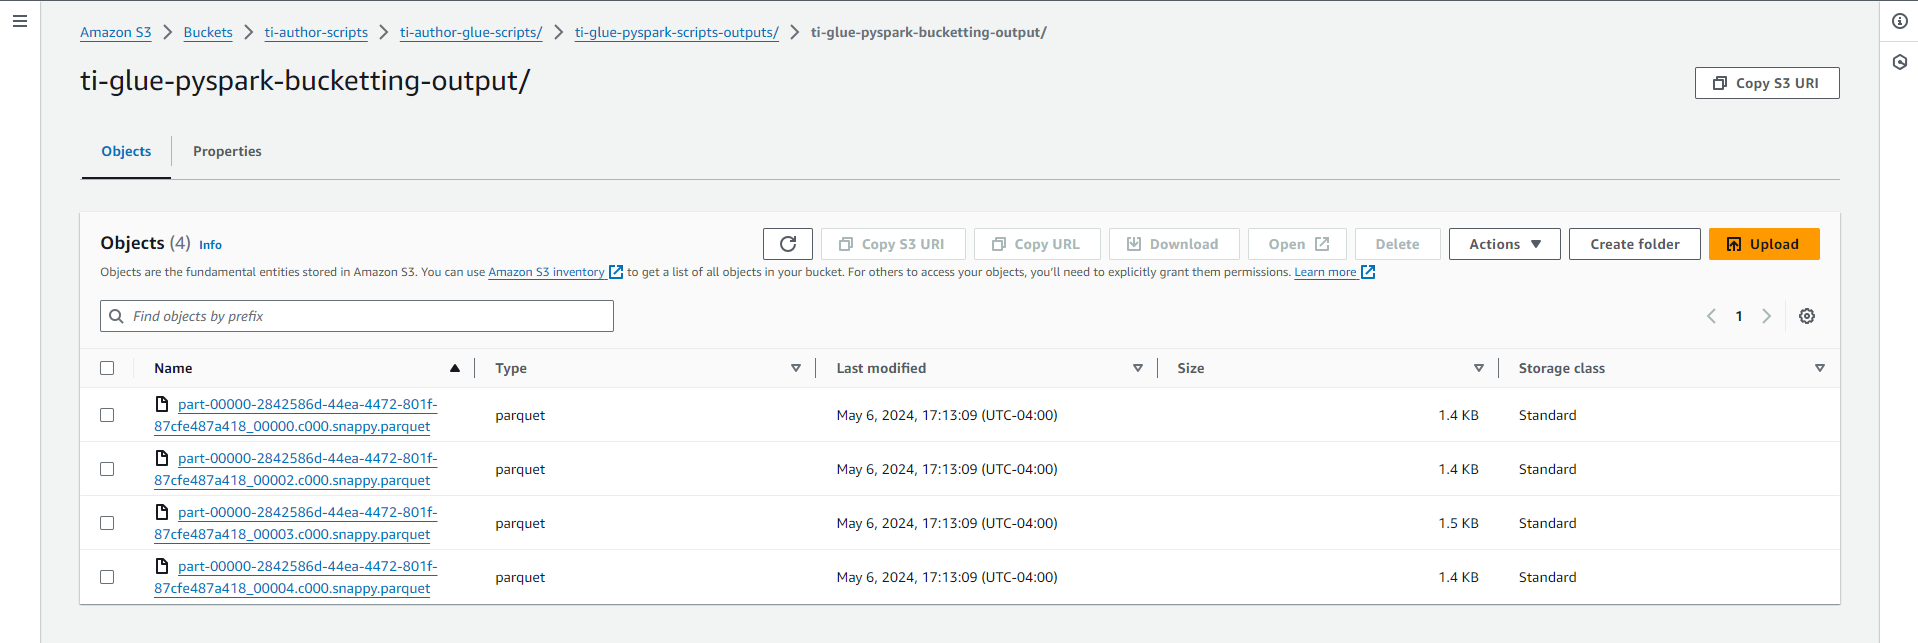 Amazon S3 > Buckets > ti-author-scripts > ti-author-glue-scripts/ > ti-glue-pyspark-scripts-outputs/ > ti-glue-pyspark-bucketting-output/
ti-glue-pyspark-bucketting-output/
Copy S3 URI
Objects Properties
Objects (4) Info
Copy S3 URI Copy URL Download Open Delete Actions Create folder Upload
Objects are the fundamental entities stored in Amazon S3. You can use Amazon S3 inventory to get a list of all objects in your bucket. For others to access your objects, you'll need to explicitly grant them permissions. Learn more
Find objects by prefix
1
Name Type Last modified Size Storage class
part-00000-2842586d-44ea-4472-801f-
87cfe487a418_00000.c000.snappy.parquet
parquet May 6, 2024, 17:13:09 (UTC-04:00) 1.4 KB Standard
part-00000-2842586d-44ea-4472-801f-
87cfe487a418_00002.c000.snappy.parquet
parquet May 6, 2024, 17:13:09 (UTC-04:00) 1.4 KB Standard
part-00000-2842586d-44ea-4472-801f-
87cfe487a418_00003.c000.snappy.parquet
parquet May 6, 2024, 17:13:09 (UTC-04:00) 1.5 KB Standard
part-00000-2842586d-44ea-4472-801f-
87cfe487a418_00004.c000.snappy.parquet
parquet May 6, 2024, 17:13:09 (UTC-04:00) 1.4 KB Standard